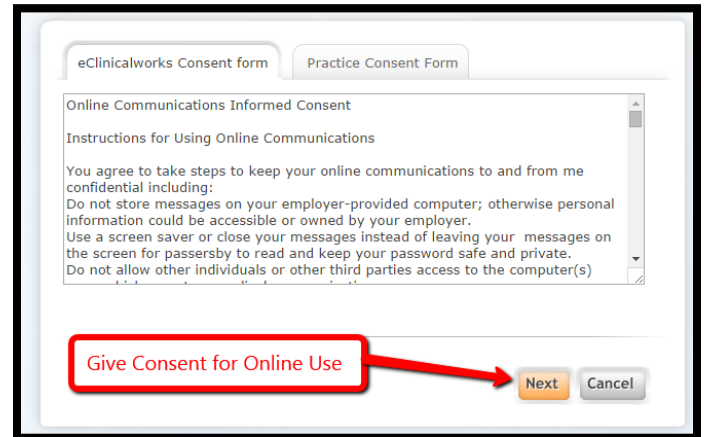 eClinicalworks Consent form
Practice Consent Form
Online Communications Informed Consent
Instructions for Using Online Communications
You agree to take steps to keep your online communications to and from me
confidential including:
Do not store messages on your employer-provided computer; otherwise personal
information could be accessible or owned by your employer.
Use a screen saver or close your messages instead of leaving your messages on
the screen for passersby to read and keep your password safe and private.
Do not allow other individuals or other third parties access to the computer(s)
Give Consent for Online Use
Next
Cancel